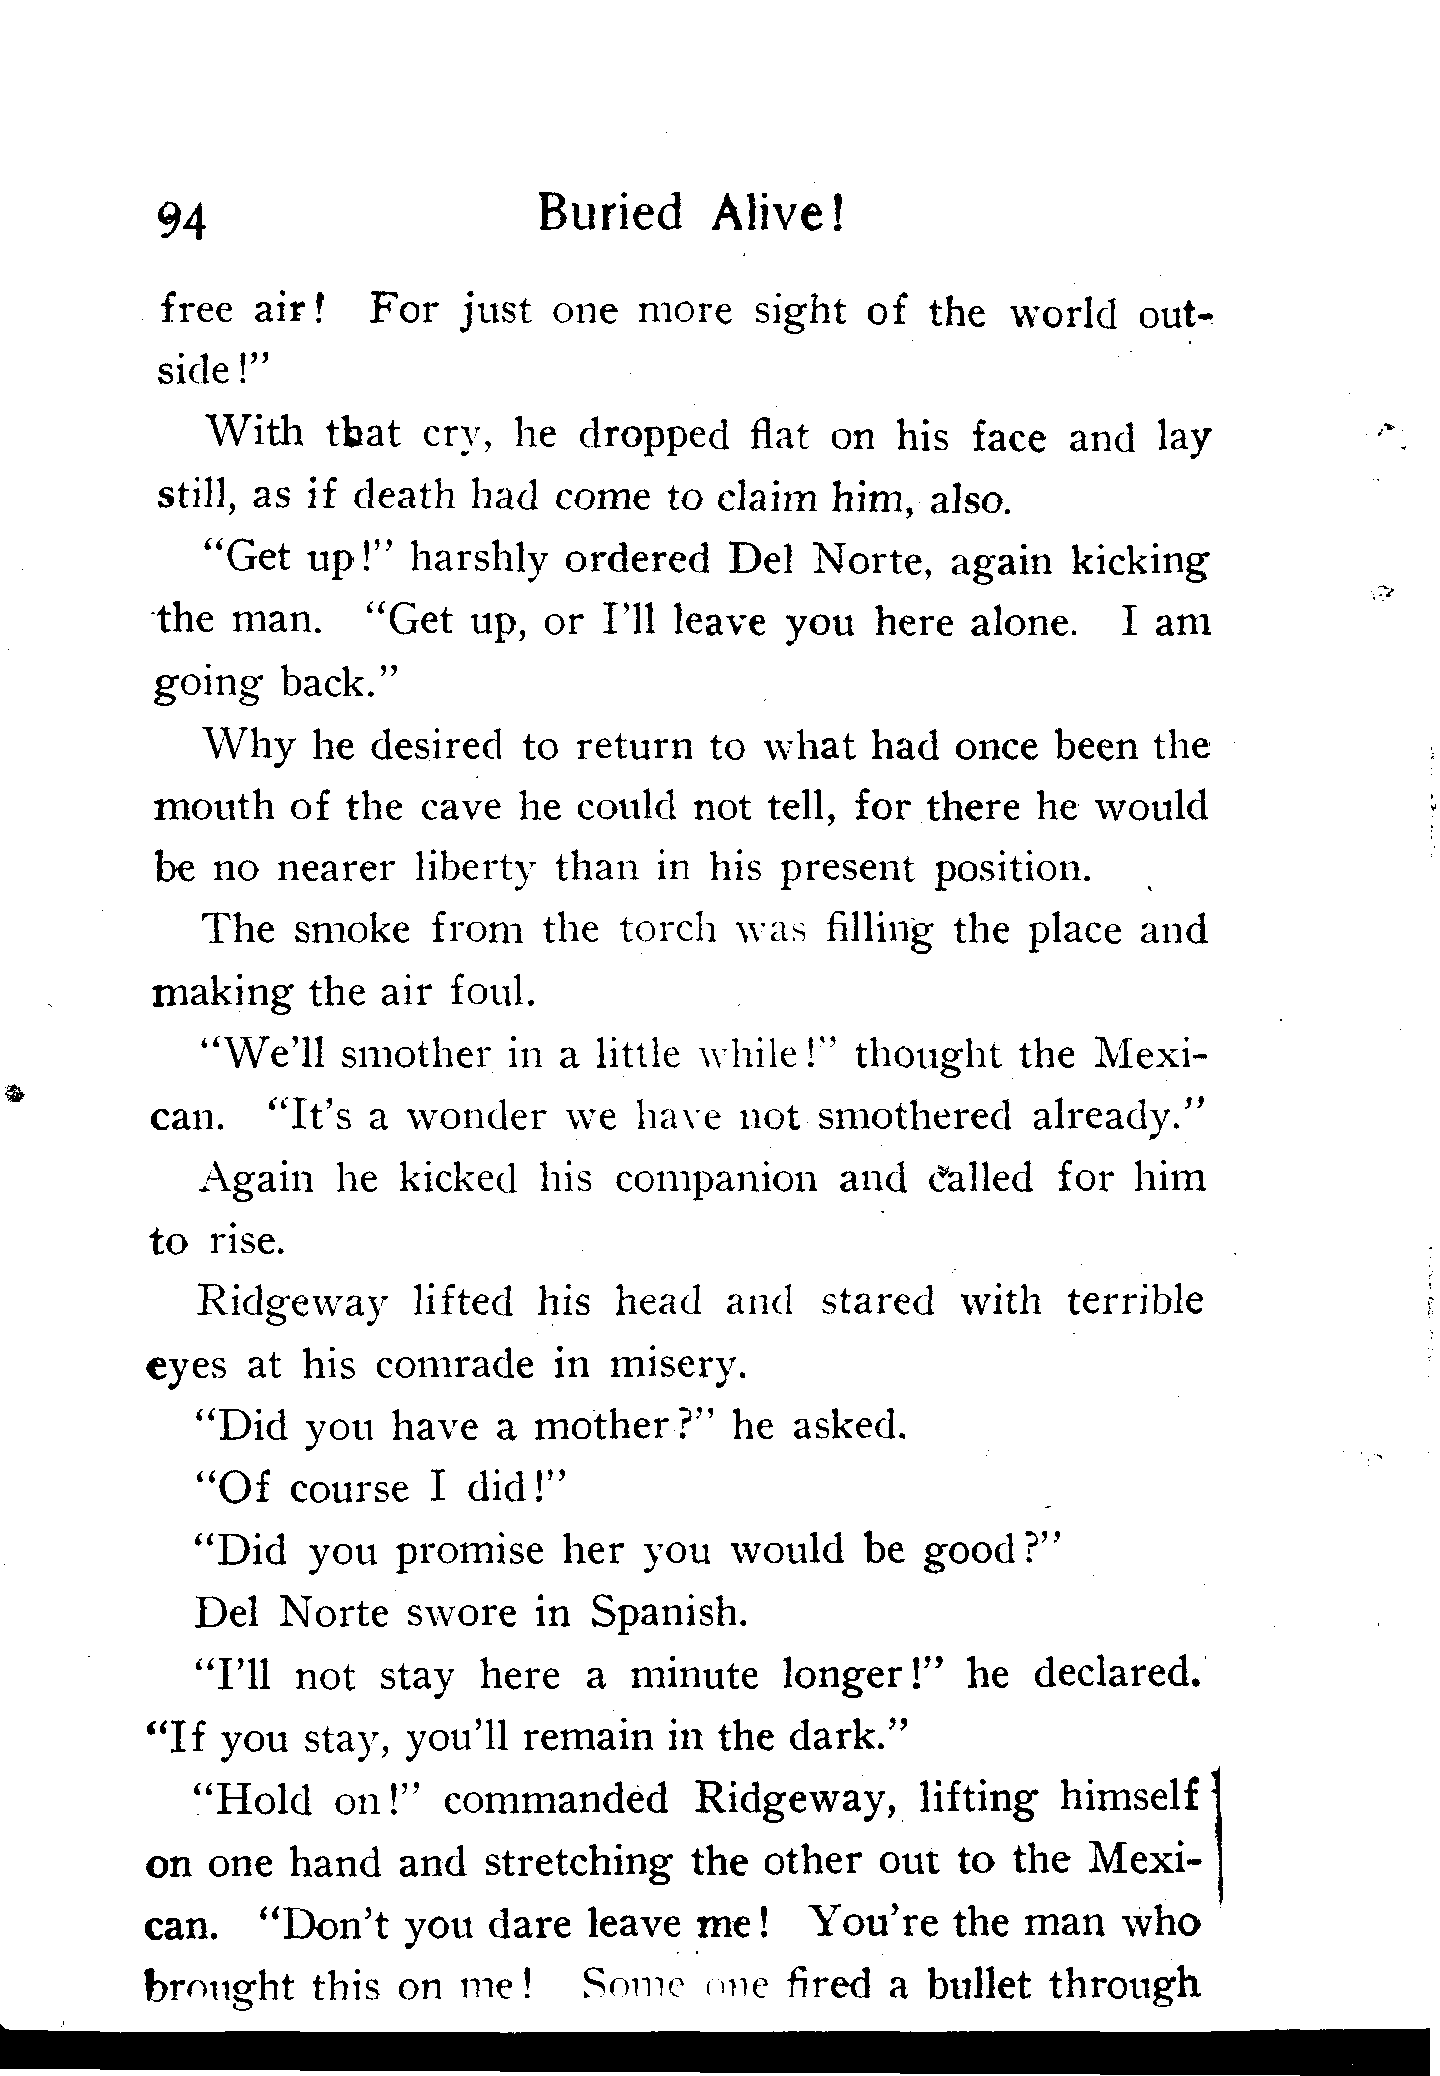 94 Buried Alive!
free air! For just one more sight of the world out-
side!"
With that cry, he dropped flat on his face and lay
still, as if death had come to claim him, also.
"Get up!" harshly ordered Del Norte, again kicking
the man. "Get up, or I'll leave you here alone. I am
going back."
Why he desired to return to what had once been the
mouth of the cave he could not tell, for there he would
be no nearer liberty than in his present position.
The smoke from the torch was filling the place and
making the air foul.
"We'll smother in a little while!" thought the Mexi-
can. "It's a wonder we have not smothered already."
Again he kicked his companion and called for him
to rise.
Ridgeway lifted his head and stared with terrible
eyes at his comrade in misery.
"Did you have a mother?" he asked.
"Of course I did!"
"Did you promise her you would be good?"
Del Norte swore in Spanish.
"I'll not stay here a minute longer!" he declared.
"If you stay, you'll remain in the dark."
"Hold on!" commanded Ridgeway, lifting himself
on one hand and stretching the other out to the Mexi-
can. "Don't you dare leave me! You're the man who
brought this on me! Some one fired a bullet through